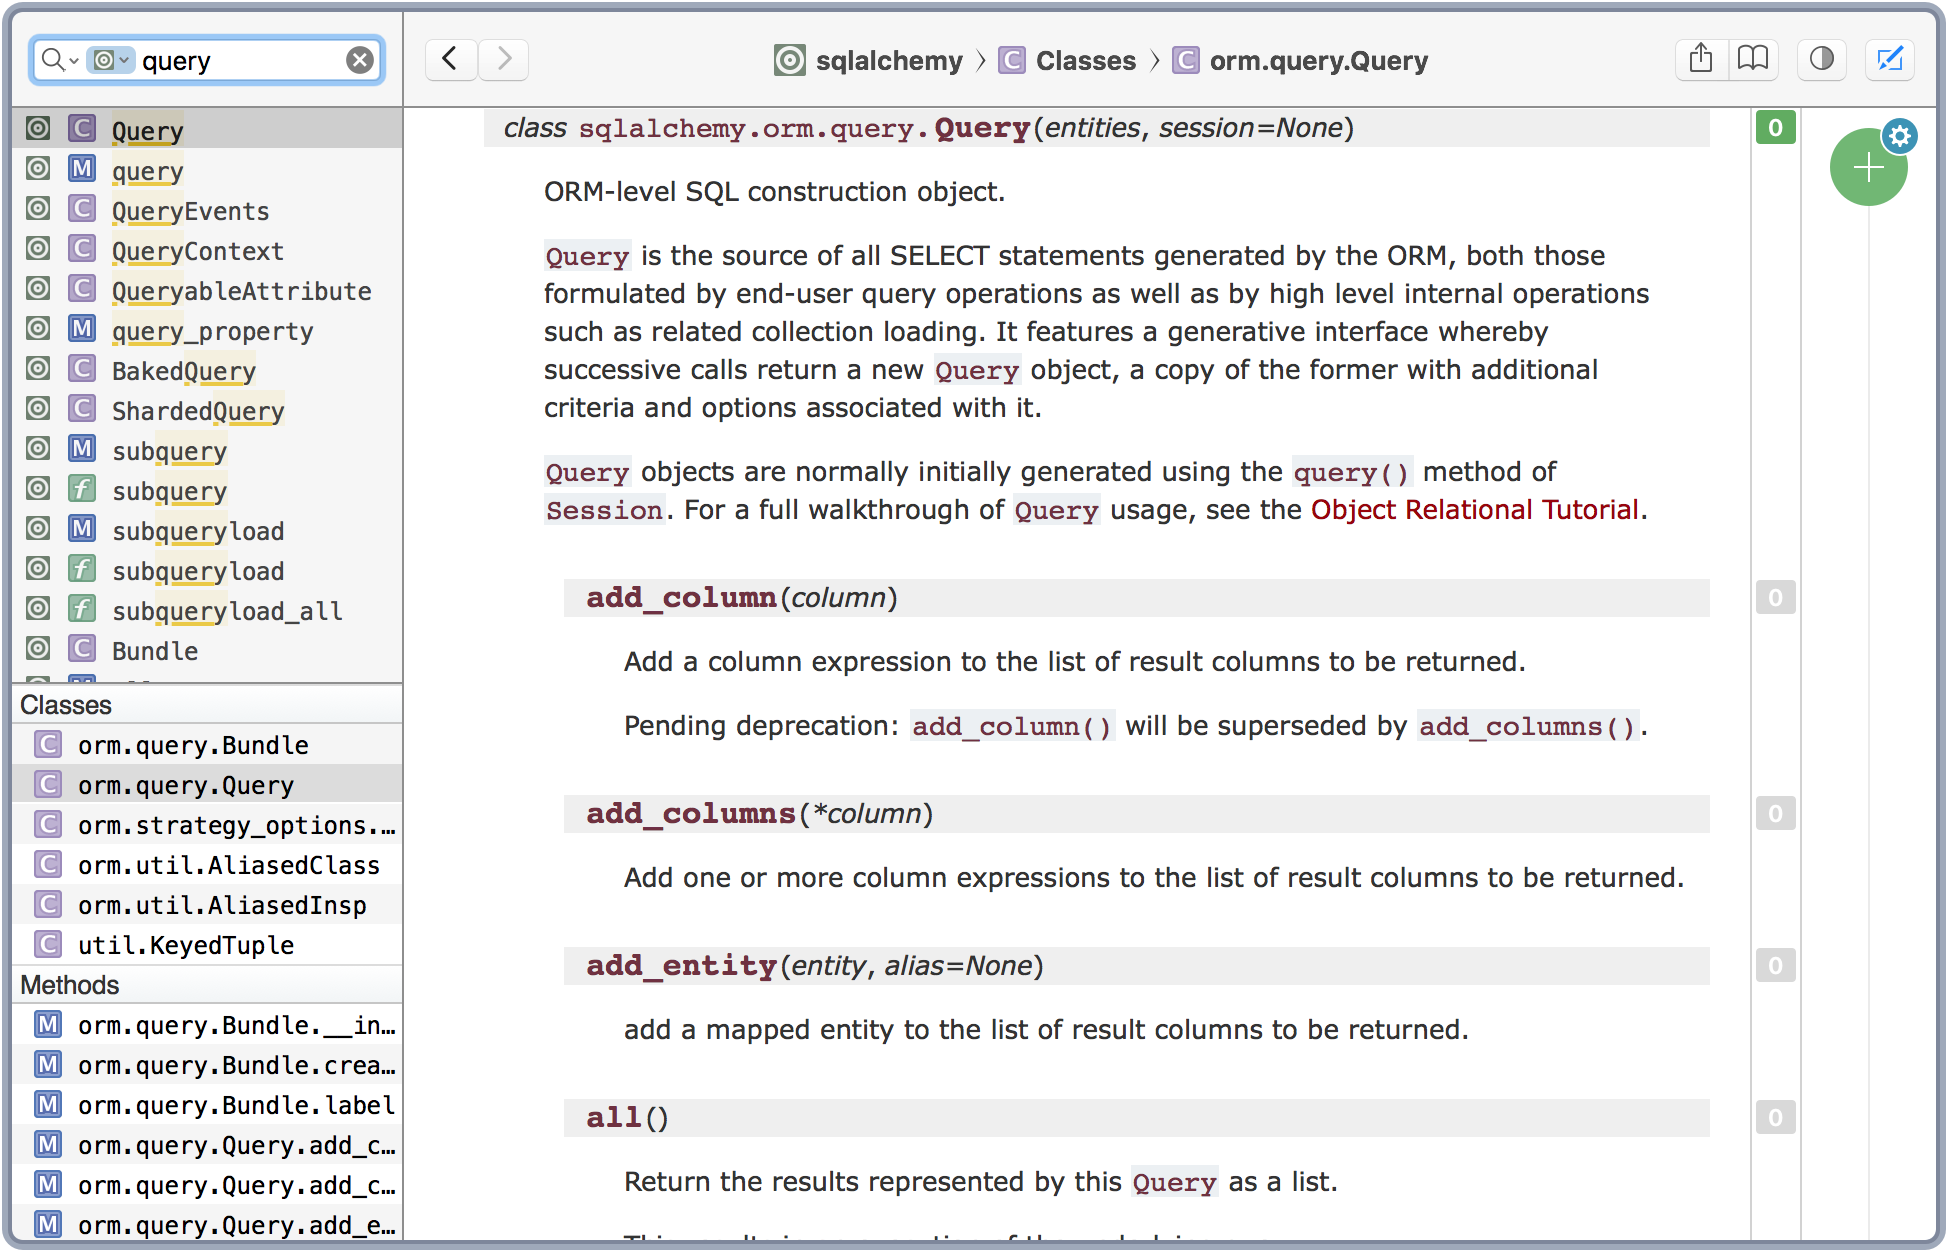 query
sqlalchemy 〉 C Classes 〉 C orm.query.Query
C Query
M query
C QueryEvents
C QueryContext
C QueryableAttribute
M query_property
C BakedQuery
C ShardedQuery
M subquery
f subquery
M subqueryload
f subqueryload
f subqueryload_all
C Bundle
Classes
C orm.query.Bundle
C orm.query.Query
C orm.strategy_options.…
C orm.util.AliasedClass
C orm.util.AliasedInsp
C util.KeyedTuple
Methods
M orm.query.Bundle.__in…
M orm.query.Bundle.crea…
M orm.query.Bundle.label
M orm.query.Query.add_c…
M orm.query.Query.add_c…
M orm.query.Query.add_e…
class sqlalchemy.orm.query.Query(entities, session=None) 0
ORM-level SQL construction object.
Query is the source of all SELECT statements generated by the ORM, both those
formulated by end-user query operations as well as by high level internal operations
such as related collection loading. It features a generative interface whereby
successive calls return a new Query object, a copy of the former with additional
criteria and options associated with it.
Query objects are normally initially generated using the query() method of
Session. For a full walkthrough of Query usage, see the Object Relational Tutorial.
add_column(column) 0
Add a column expression to the list of result columns to be returned.
Pending deprecation: add_column() will be superseded by add_columns().
add_columns(*column) 0
Add one or more column expressions to the list of result columns to be returned.
add_entity(entity, alias=None) 0
add a mapped entity to the list of result columns to be returned.
all() 0
Return the results represented by this Query as a list.